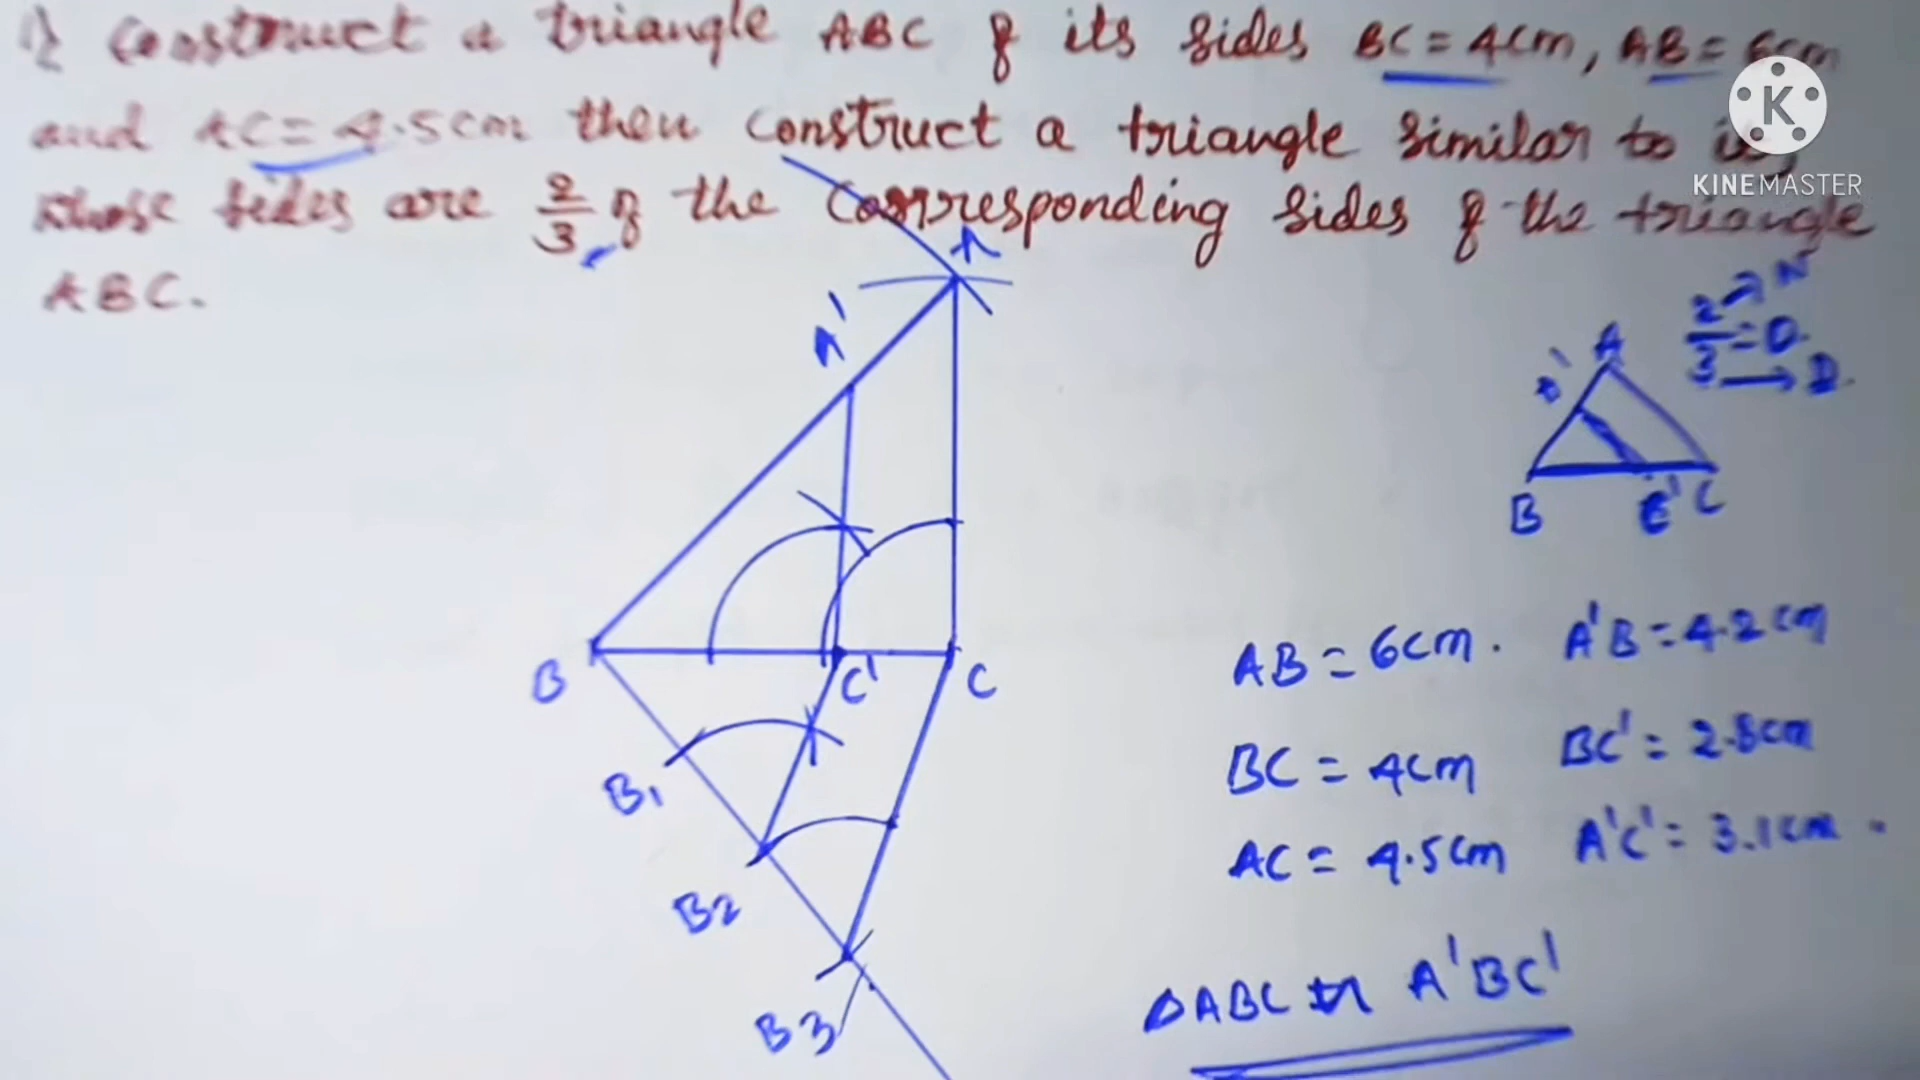 Construct a triangle ABC of its sides BC = 4cm, AB = 6cm
and AC = 4.5cm then construct a triangle similar to it,
whose sides are 2/3 of the corresponding sides of the triangle
ABC.
KINEMASTER
A
A'
B
C'
C
B1
B2
B3
2/3 = D. → N
→ D.
A
D'
B
C'
C
AB = 6cm. A'B = 4.2cm
BC = 4cm BC' = 2.8cm
AC = 4.5cm A'C' = 3.1cm.
ΔABC A'BC'